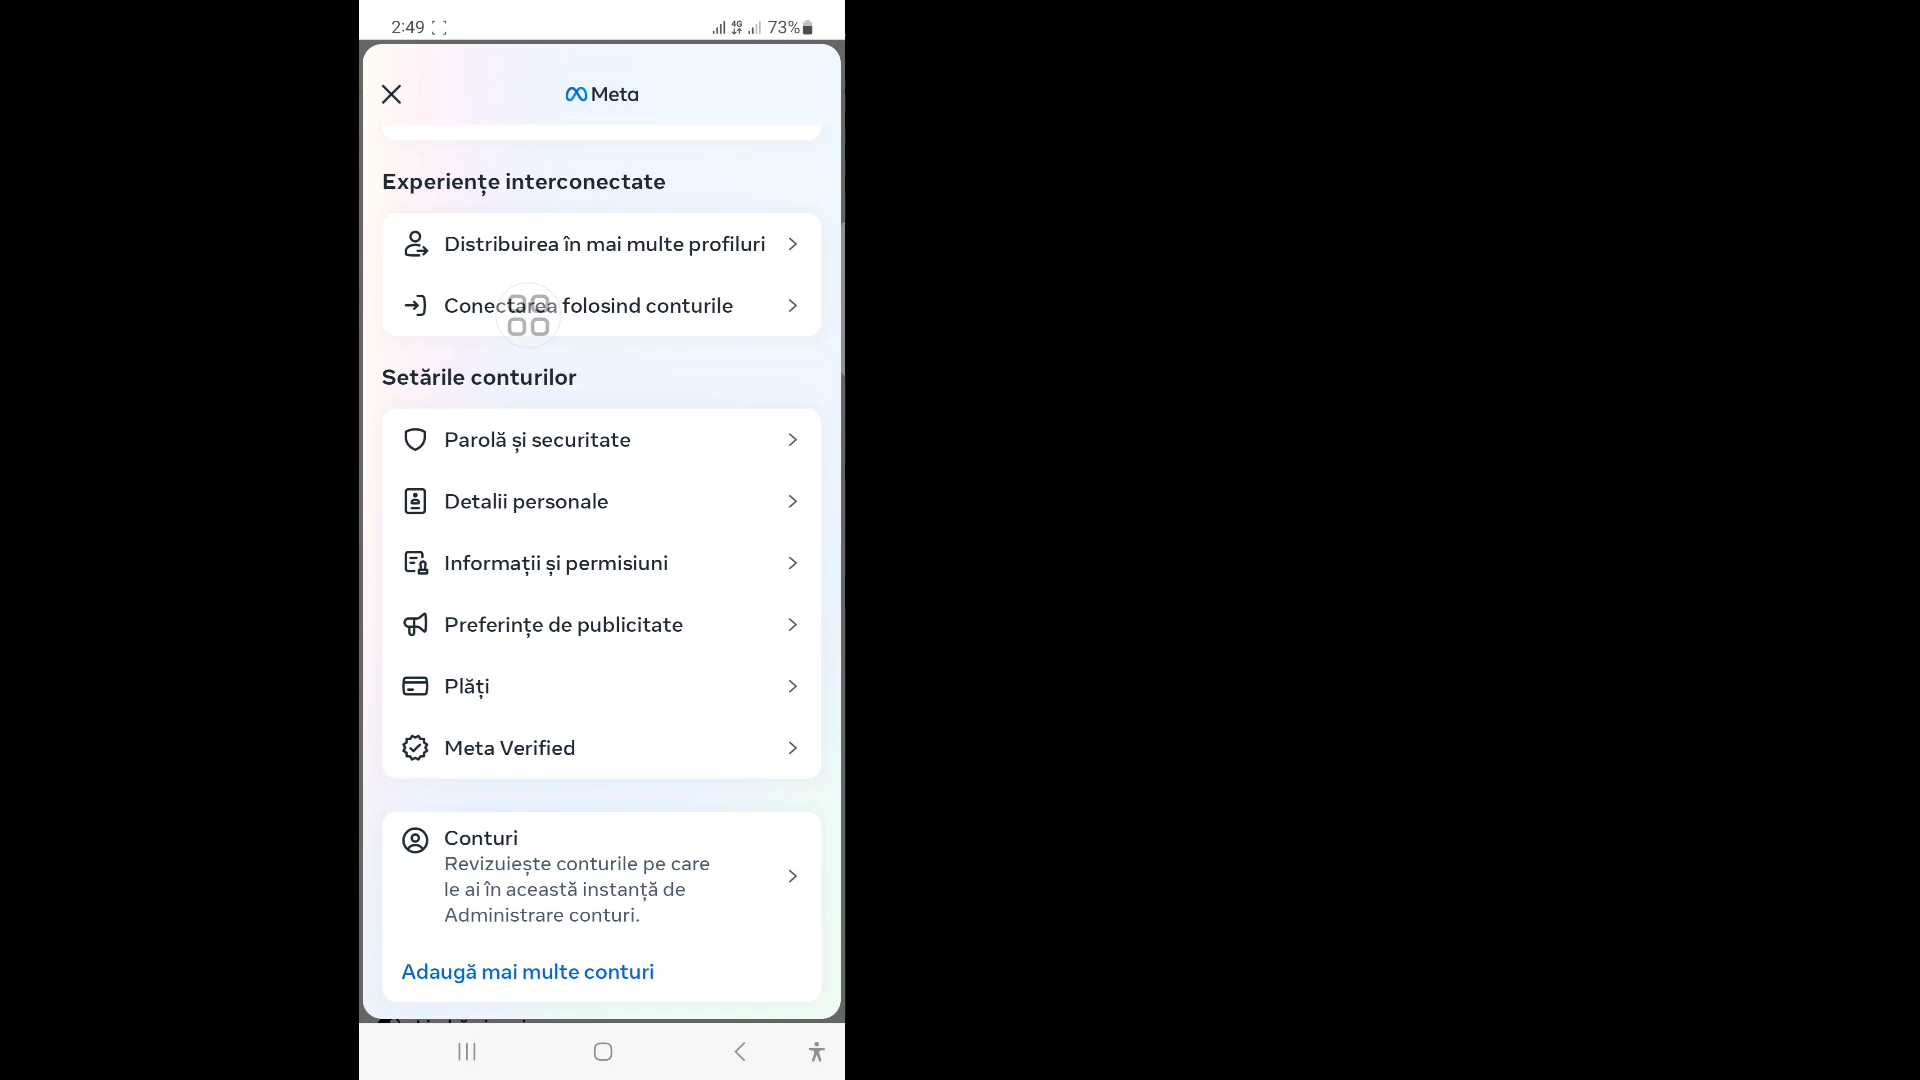 2:49 4G 73%
Meta
Experiențe interconectate
Distribuirea în mai multe profiluri
Conectarea folosind conturile
Setările conturilor
Parolă și securitate
Detalii personale
Informații și permisiuni
Preferințe de publicitate
Plăți
Meta Verified
Conturi
Revizuiește conturile pe care
le ai în această instanță de
Administrare conturi.
Adaugă mai multe conturi